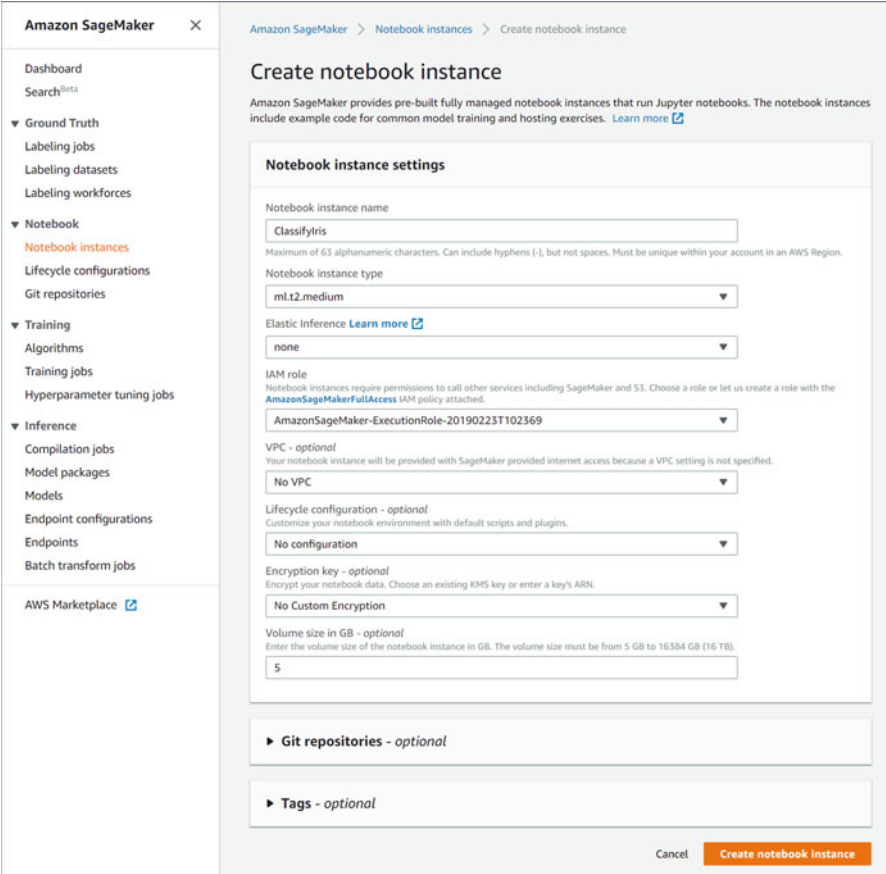 Amazon SageMaker
Dashboard
Search Beta
Ground Truth
Labeling jobs
Labeling datasets
Labeling workforces
Notebook
Notebook instances
Lifecycle configurations
Git repositories
Training
Algorithms
Training jobs
Hyperparameter tuning jobs
Inference
Compilation jobs
Model packages
Models
Endpoint configurations
Endpoints
Batch transform jobs
AWS Marketplace
Amazon SageMaker > Notebook instances > Create notebook instance
Create notebook instance
Amazon SageMaker provides pre-built fully managed notebook instances that run Jupyter notebooks. The notebook instances
include example code for common model training and hosting exercises. Learn more
Notebook instance settings
Notebook instance name
ClassifyIris
Maximum of 63 alphanumeric characters. Can include hyphens (-), but not spaces. Must be unique within your account in an AWS Region.
Notebook instance type
ml.t2.medium
Elastic Inference Learn more
none
IAM role
Notebook instances require permissions to call other services including SageMaker and S3. Choose a role or let us create a role with the
AmazonSageMakerFullAccess IAM policy attached.
AmazonSageMaker-ExecutionRole-20190223T102369
VPC - optional
Your notebook instance will be provided with SageMaker provided internet access because a VPC setting is not specified.
No VPC
Lifecycle configuration - optional
Customize your notebook environment with default scripts and plugins.
No configuration
Encryption key - optional
Encrypt your notebook data. Choose an existing KMS key or enter a key's ARN.
No Custom Encryption
Volume size in GB - optional
Enter the volume size of the notebook instance in GB. The volume size must be from 5 GB to 16384 GB (16 TB).
5
Git repositories - optional
Tags - optional
Cancel
Create notebook instance